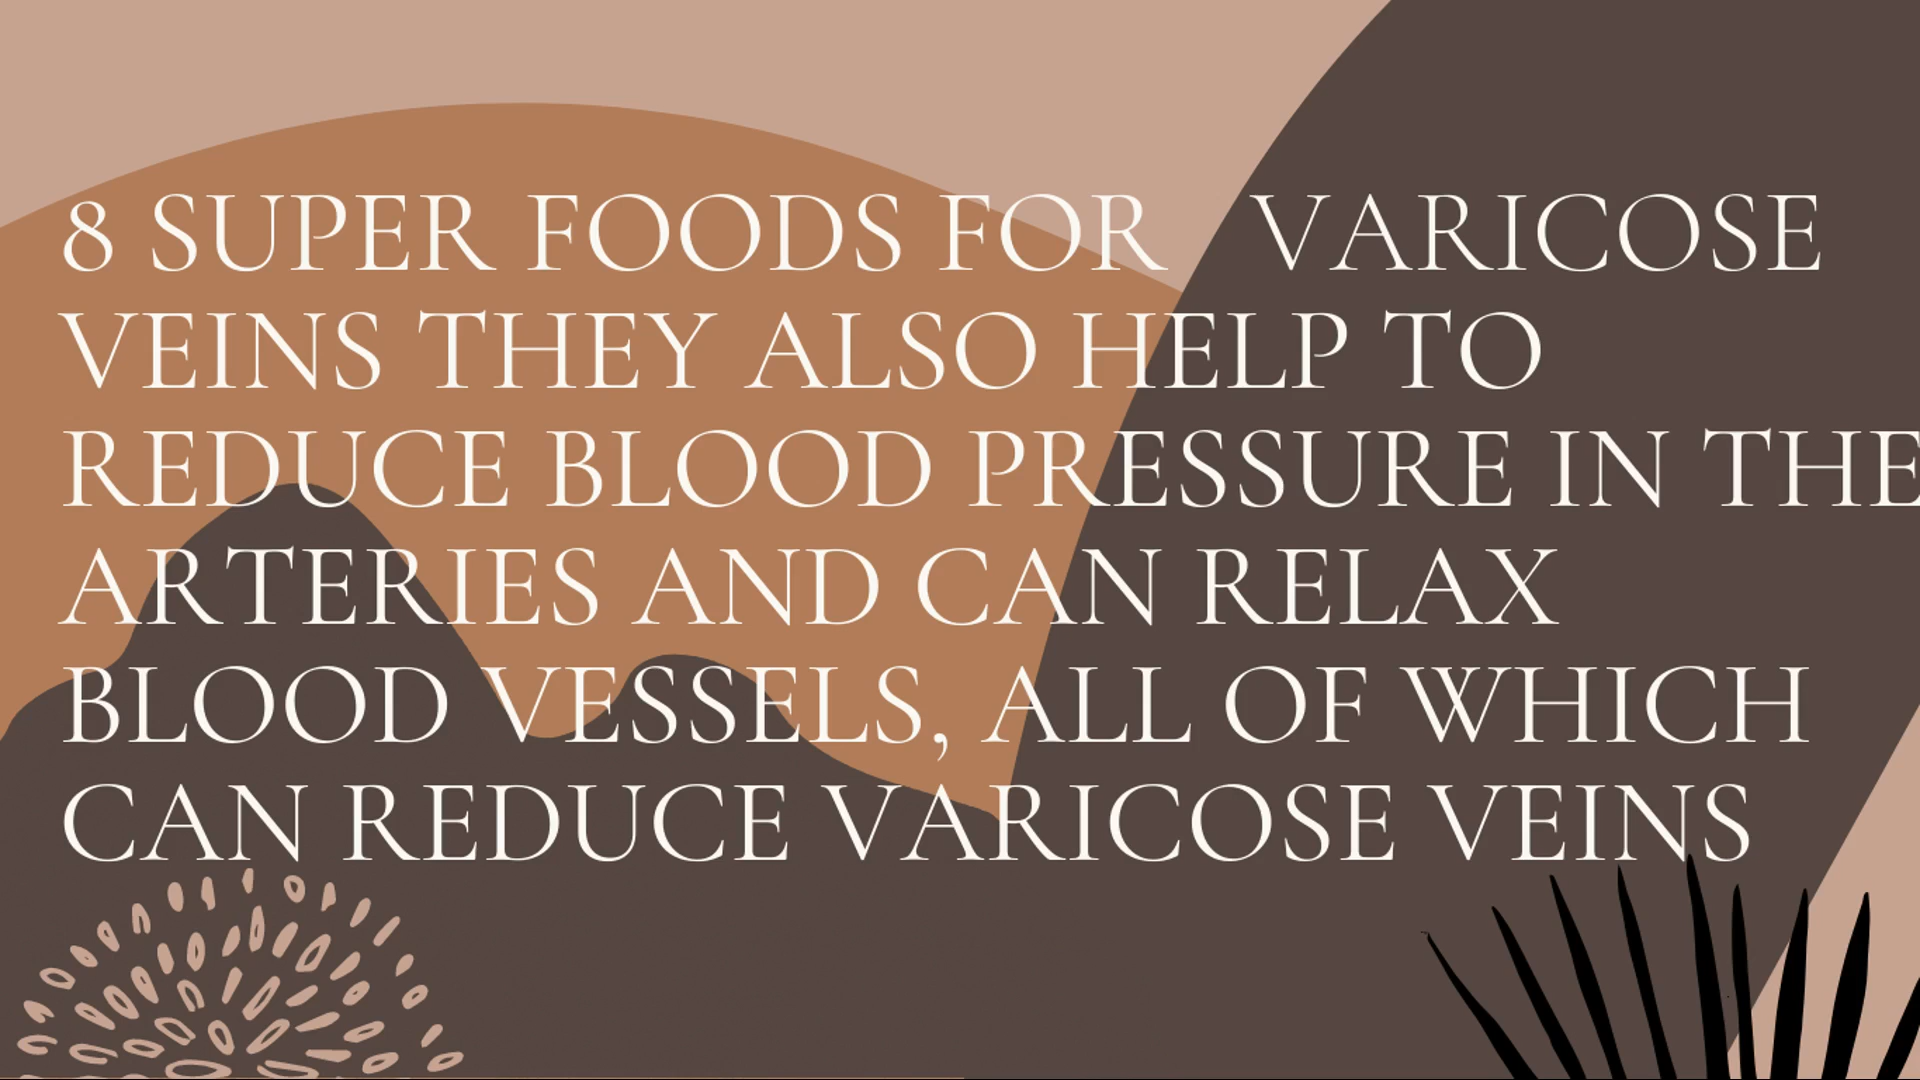 8 SUPER FOODS FOR VARICOSE
VEINS THEY ALSO HELP TO
REDUCE BLOOD PRESSURE IN THE
ARTERIES AND CAN RELAX
BLOOD VESSELS, ALL OF WHICH
CAN REDUCE VARICOSE VEINS